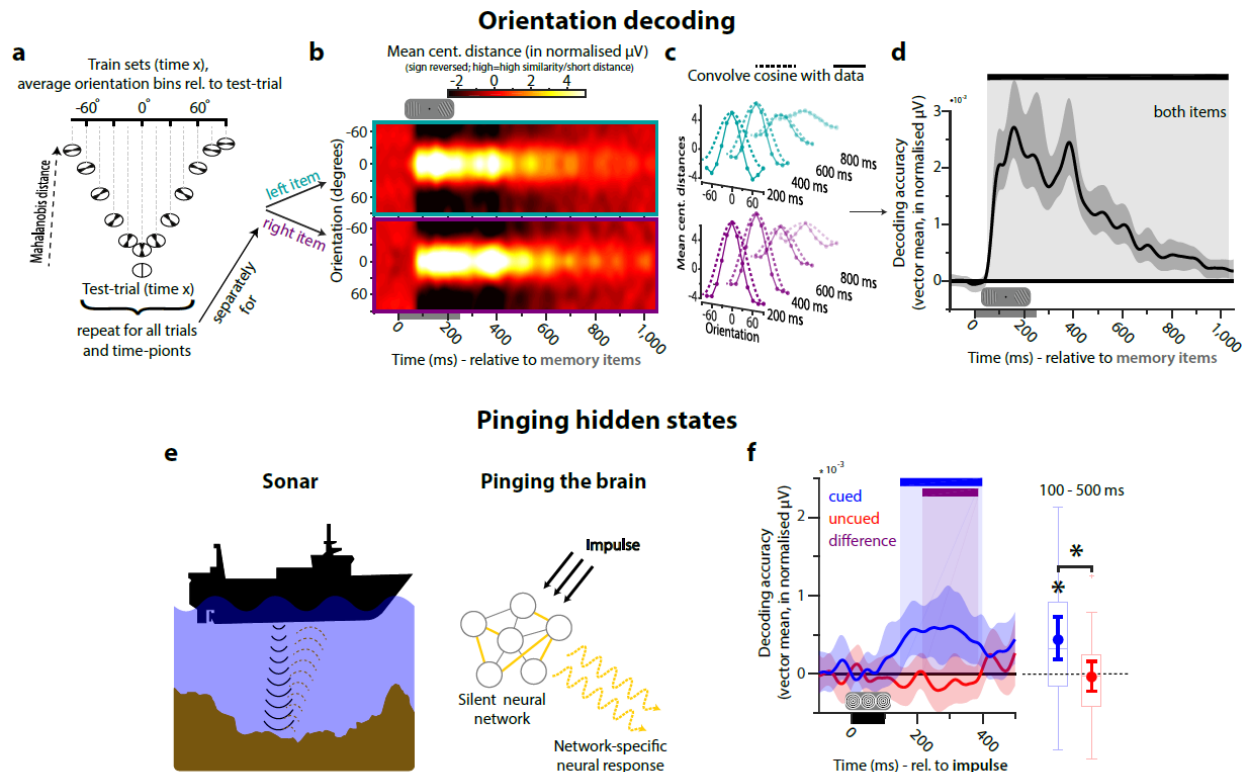 Orientation decoding
a
Train sets (time x),
average orientation bins rel. to test-trial
-60° 0° 60°
Mahalanobis distance
Test-trial (time x)
repeat for all trials
and time-pionts
separately
for
left item
right item
b
Mean cent. distance (in normalised µV)
(sign reversed; high=high similarity/short distance)
-2 0 2 4
Orientation (degrees)
-60
0
60
-60
0
60
0 200 400 600 800 1,000
Time (ms) - relative to memory items
c
Convolve cosine with data
Mean cent. distances
4
-4
-60 0 60
200 ms
400 ms
600 ms
800 ms
4
-4
-60 0 60
Orientation
200 ms
400 ms
600 ms
800 ms
d
both items
Decoding accuracy
(vector mean, in normalised µV)
* 10⁻²
3
2
1
0
0 200 400 600 800 1,000
Time (ms) - relative to memory items
Pinging hidden states
e
Sonar
Pinging the brain
Impulse
Silent neural
network
Network-specific
neural response
f
Decoding accuracy
(vector mean, in normalised µV)
* 10⁻³
2
1
0
cued
uncued
difference
0 200 400
Time (ms) - rel. to impulse
100 - 500 ms
*
*